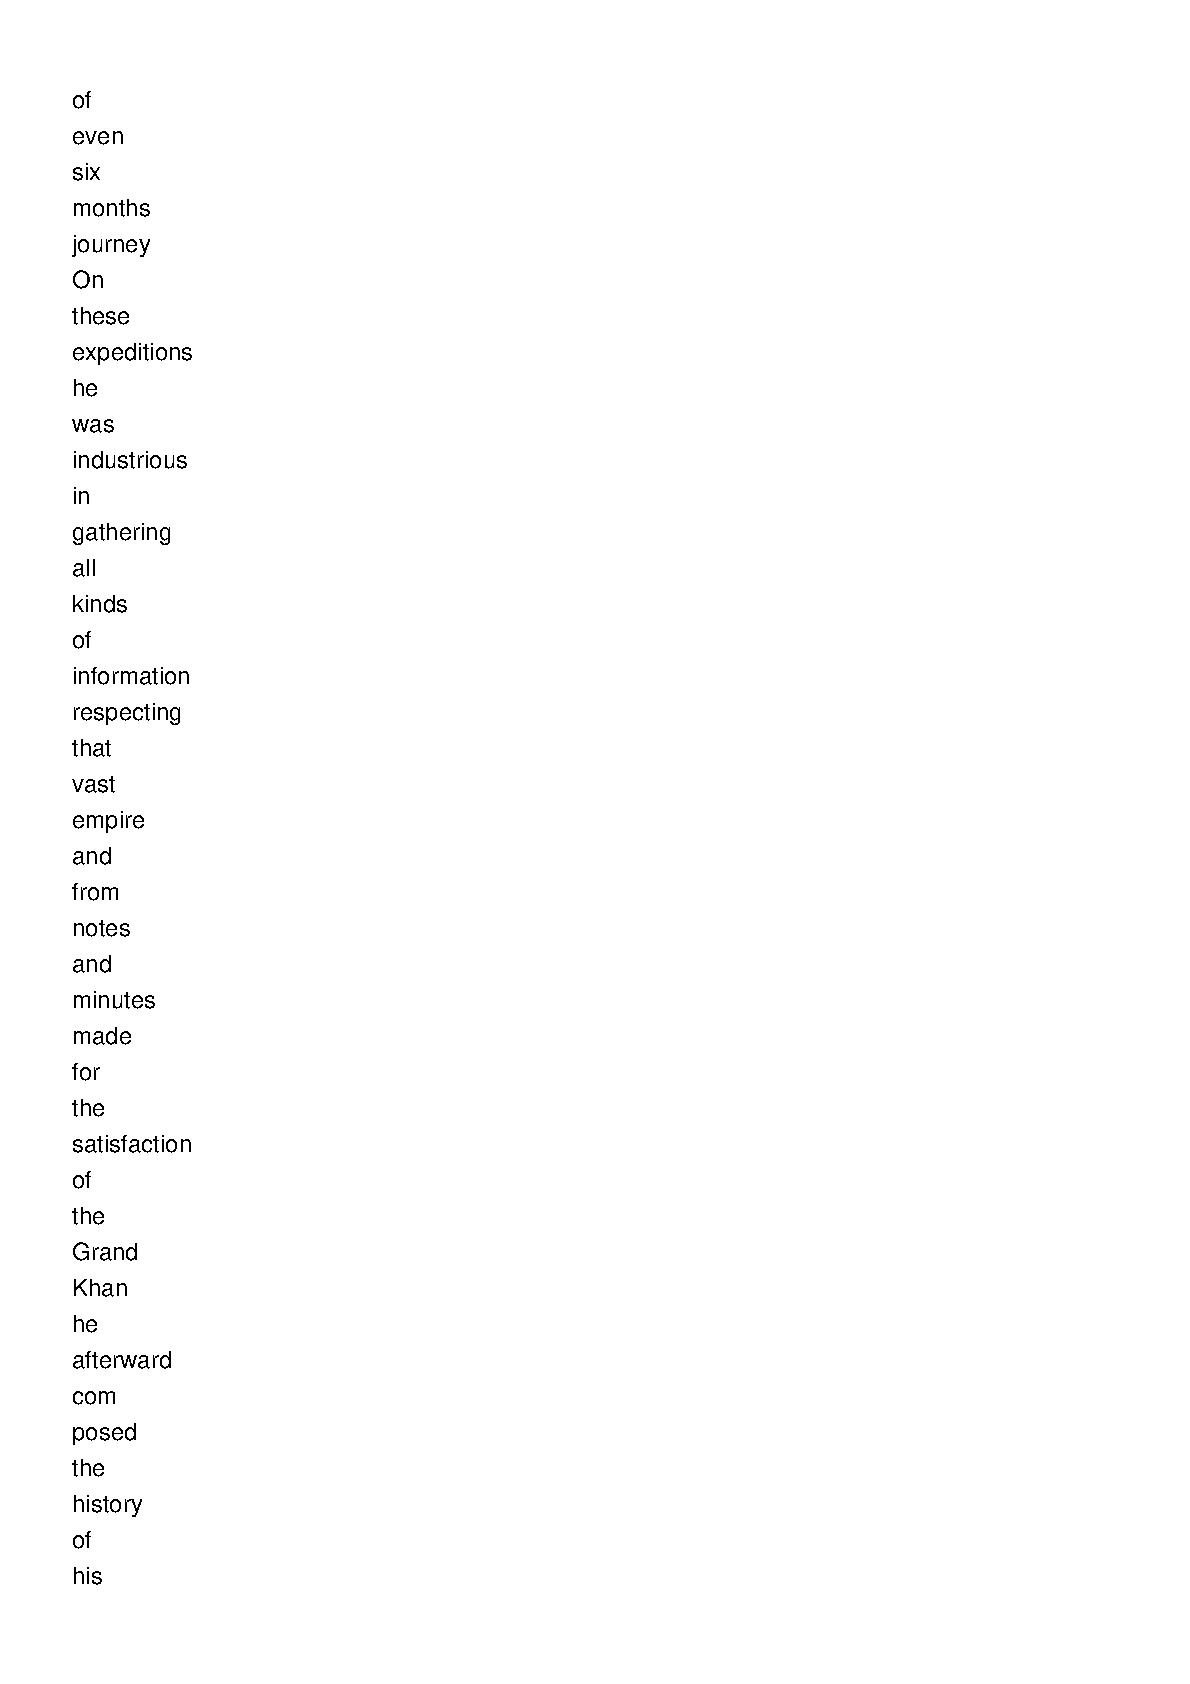 of
even
six
months
journey
On
these
expeditions
he
was
industrious
in
gathering
all
kinds
of
information
respecting
that
vast
empire
and
from
notes
and
minutes
made
for
the
satisfaction
of
the
Grand
Khan
he
afterward
com
posed
the
history
of
his